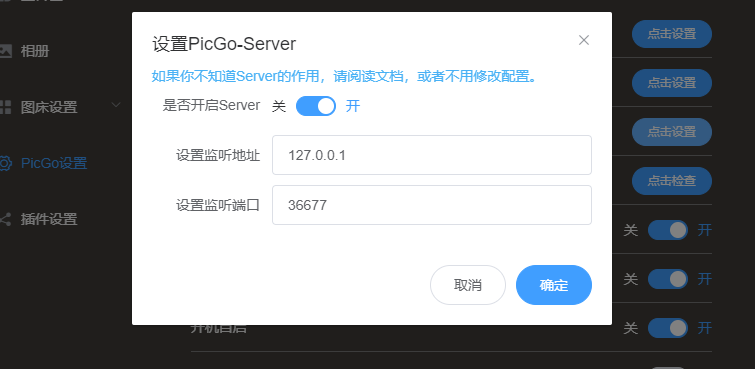 设置PicGo-Server
如果你不知道Server的作用，请阅读文档，或者不用修改配置。
是否开启Server 关 开
设置监听地址 127.0.0.1
设置监听端口 36677
取消 确定
相册
图床设置
PicGo设置
插件设置
点击设置
点击设置
点击设置
点击检查
关 开
关 开
开机自启 关 开